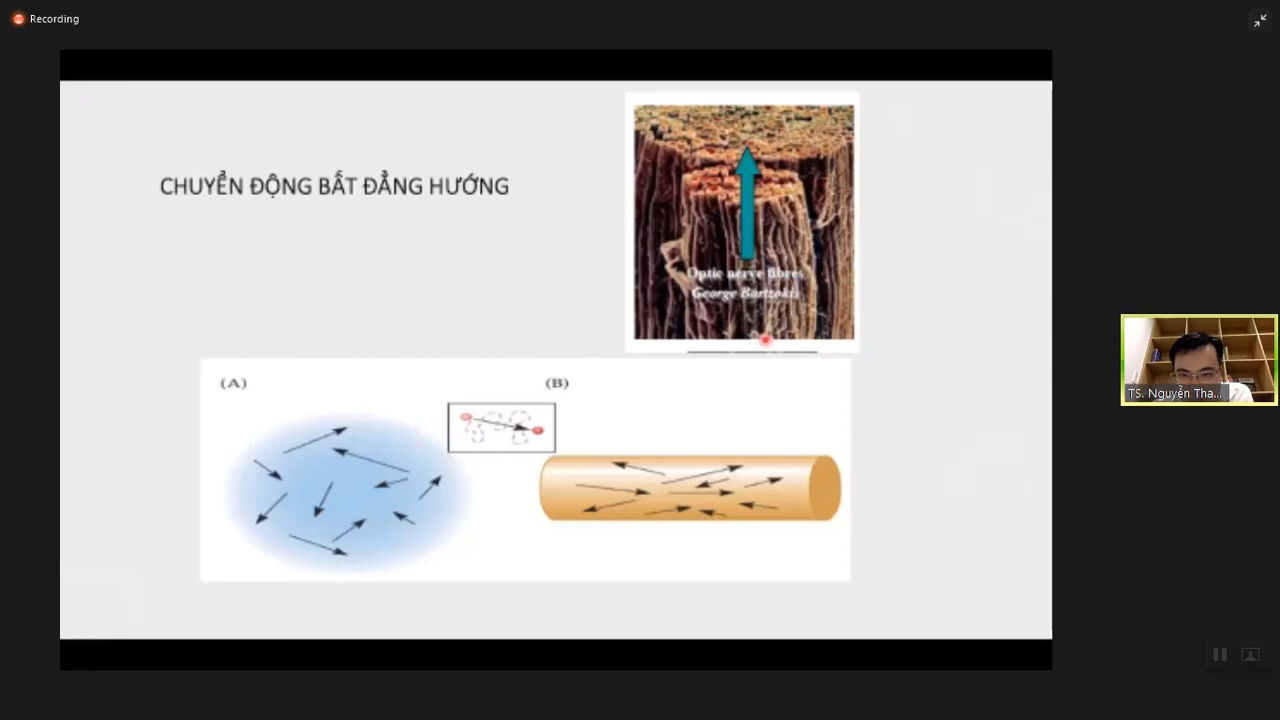 Recording
CHUYỂN ĐỘNG BẤT ĐẲNG HƯỚNG
Optic nerve fibres
George Bartzokis
(A)
(B)
TS. Nguyễn Tha...